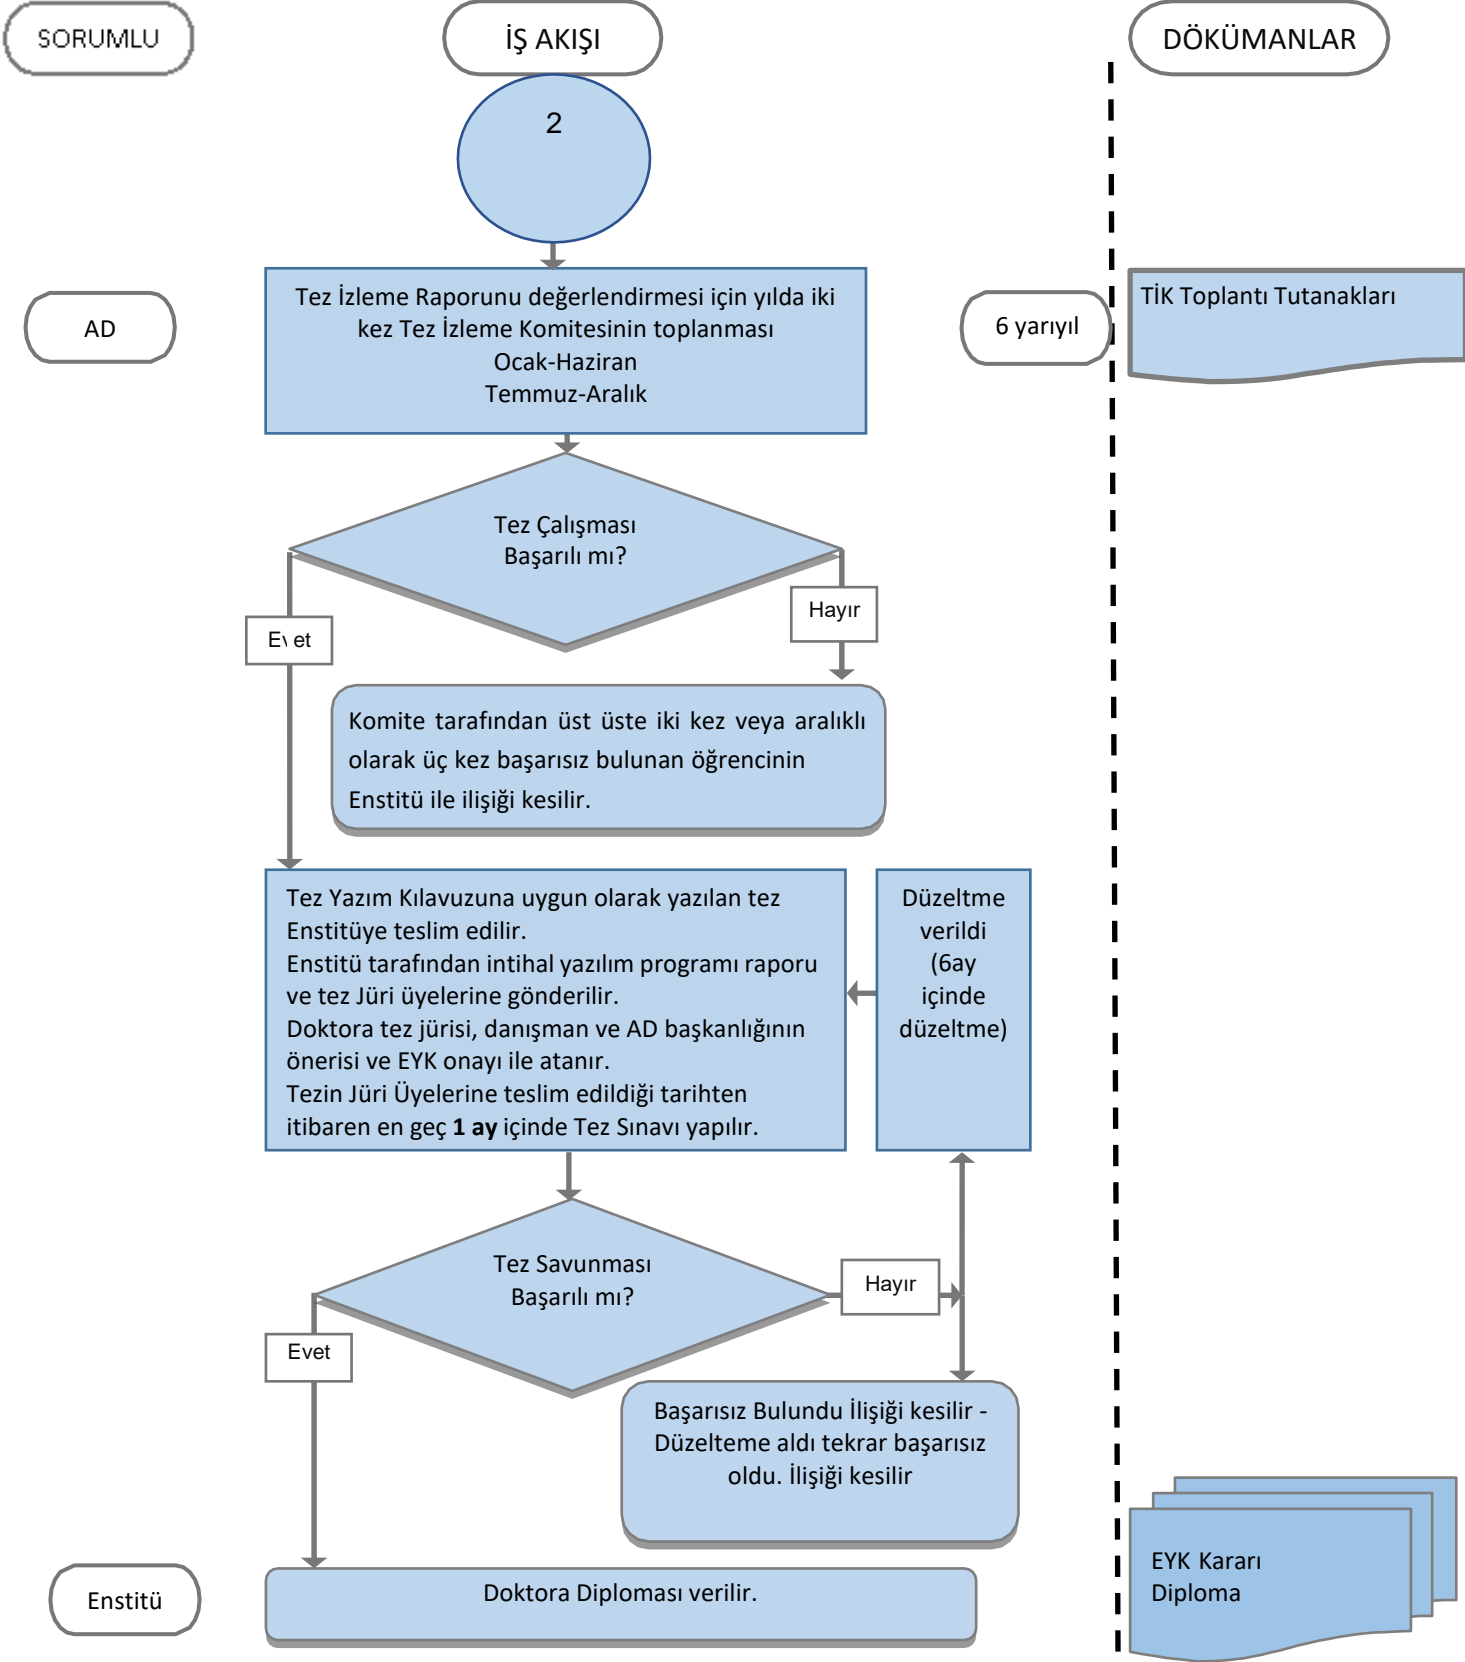 SORUMLU
İŞ AKIŞI
DÖKÜMANLAR
2
AD
Tez İzleme Raporunu değerlendirmesi için yılda iki
kez Tez İzleme Komitesinin toplanması
Ocak-Haziran
Temmuz-Aralık
6 yarıyıl
TİK Toplantı Tutanakları
Tez Çalışması
Başarılı mı?
Hayır
Evet
Komite tarafından üst üste iki kez veya aralıklı
olarak üç kez başarısız bulunan öğrencinin
Enstitü ile ilişiği kesilir.
Tez Yazım Kılavuzuna uygun olarak yazılan tez
Enstitüye teslim edilir.
Enstitü tarafından intihal yazılım programı raporu
ve tez Jüri üyelerine gönderilir.
Doktora tez jürisi, danışman ve AD başkanlığının
önerisi ve EYK onayı ile atanır.
Tezin Jüri Üyelerine teslim edildiği tarihten
itibaren en geç 1 ay içinde Tez Sınavı yapılır.
Düzeltme
verildi
(6ay
içinde
düzeltme)
Tez Savunması
Başarılı mı?
Hayır
Evet
Başarısız Bulundu İlişiği kesilir -
Düzelteme aldı tekrar başarısız
oldu. İlişiği kesilir
Enstitü
Doktora Diploması verilir.
EYK Kararı
Diploma